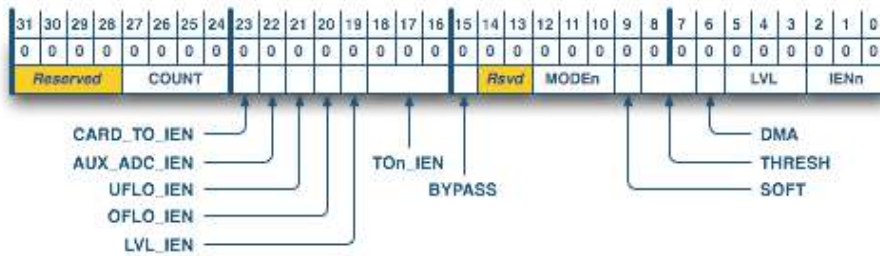 31 30 29 28 27 26 25 24 23 22 21 20 19 18 17 16 15 14 13 12 11 10 9 8 7 6 5 4 3 2 1 0
0 0 0 0 0 0 0 0 0 0 0 0 0 0 0 0 0 0 0 0 0 0 0 0 0 0 0 0 0 0 0 0
Reserved COUNT Rsvd MODEn LVL IENn
CARD_TO_IEN DMA
AUX_ADC_IEN TOn_IEN THRESH
UFLO_IEN BYPASS SOFT
OFLO_IEN
LVL_IEN